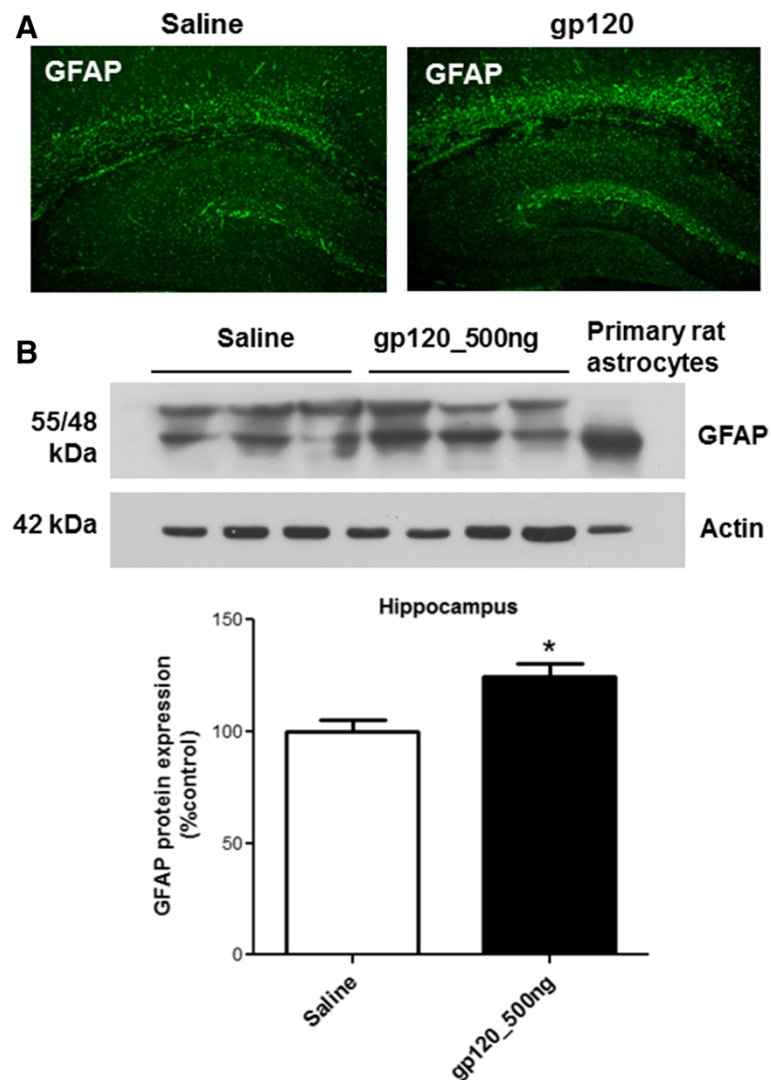 A
Saline
gp120
GFAP
GFAP
B
Saline
gp120_500ng
Primary rat
astrocytes
55/48
kDa
GFAP
42 kDa
Actin
Hippocampus
GFAP protein expression
(%control)
150
100
50
0
*
Saline
gp120_500ng